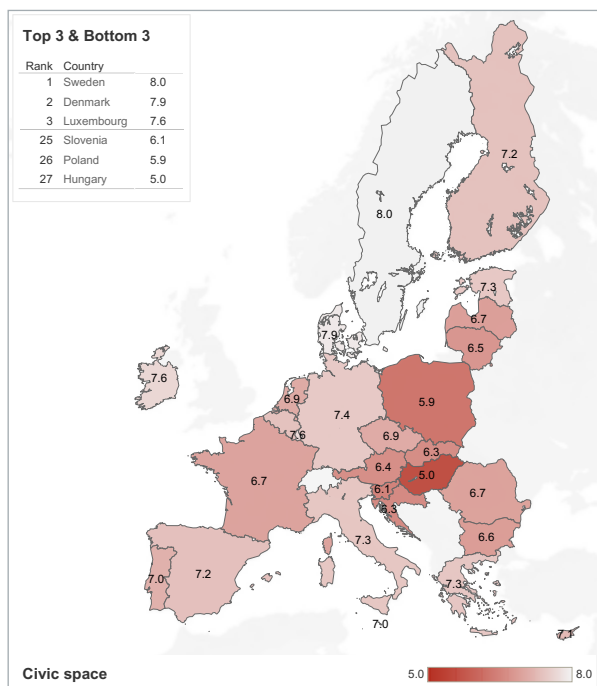 Top 3 & Bottom 3
Rank Country
1 Sweden 8.0
2 Denmark 7.9
3 Luxembourg 7.6
25 Slovenia 6.1
26 Poland 5.9
27 Hungary 5.0
7.2
8.0
7.3
6.7
7.9
6.5
7.6
6.9
5.9
7.4
7.6
6.9
6.3
6.4
5.0
6.7
6.1
6.7
6.3
6.6
7.3
7.2
7.0
7.3
7.0
7.1
Civic space 5.0 8.0